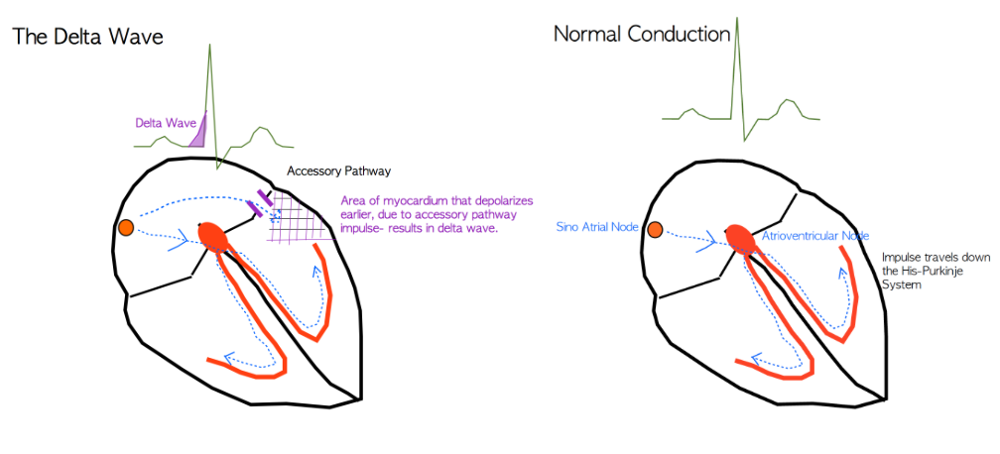 The Delta Wave
Delta Wave
Accessory Pathway
Area of myocardium that depolarizes
earlier, due to accessory pathway
impulse- results in delta wave.
Normal Conduction
Sino Atrial Node
Atrioventricular Node
Impulse travels down
the His-Purkinje
System